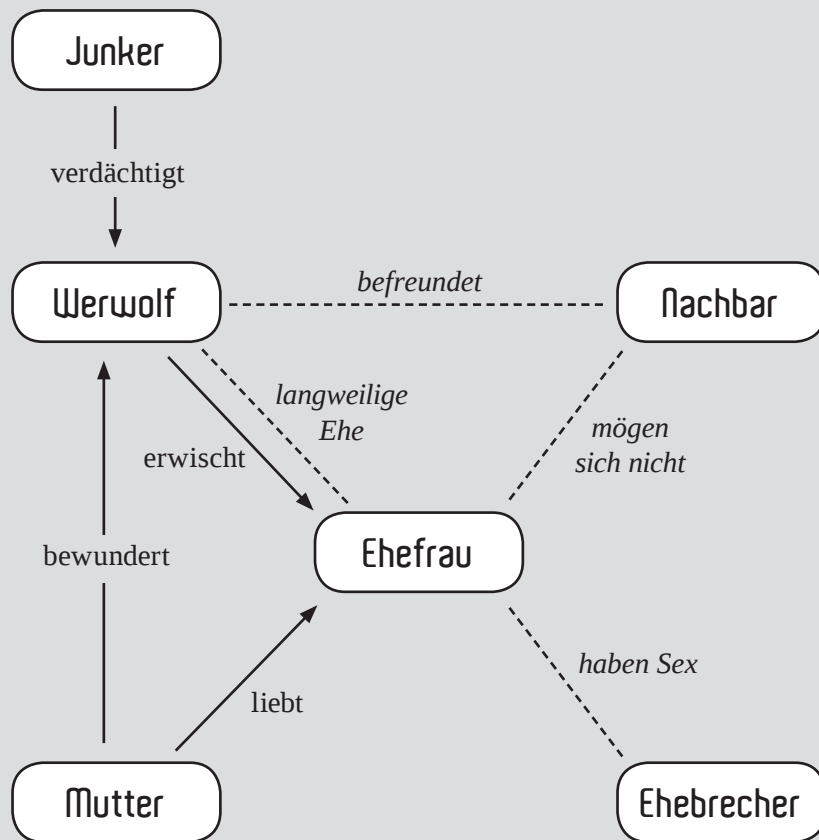 Junker
verdächtigt
Werwolf
befreundet
Nachbar
langweilige
Ehe
mögen
sich nicht
erwischt
bewundert
Ehefrau
haben Sex
liebt
Mutter
Ehebrecher